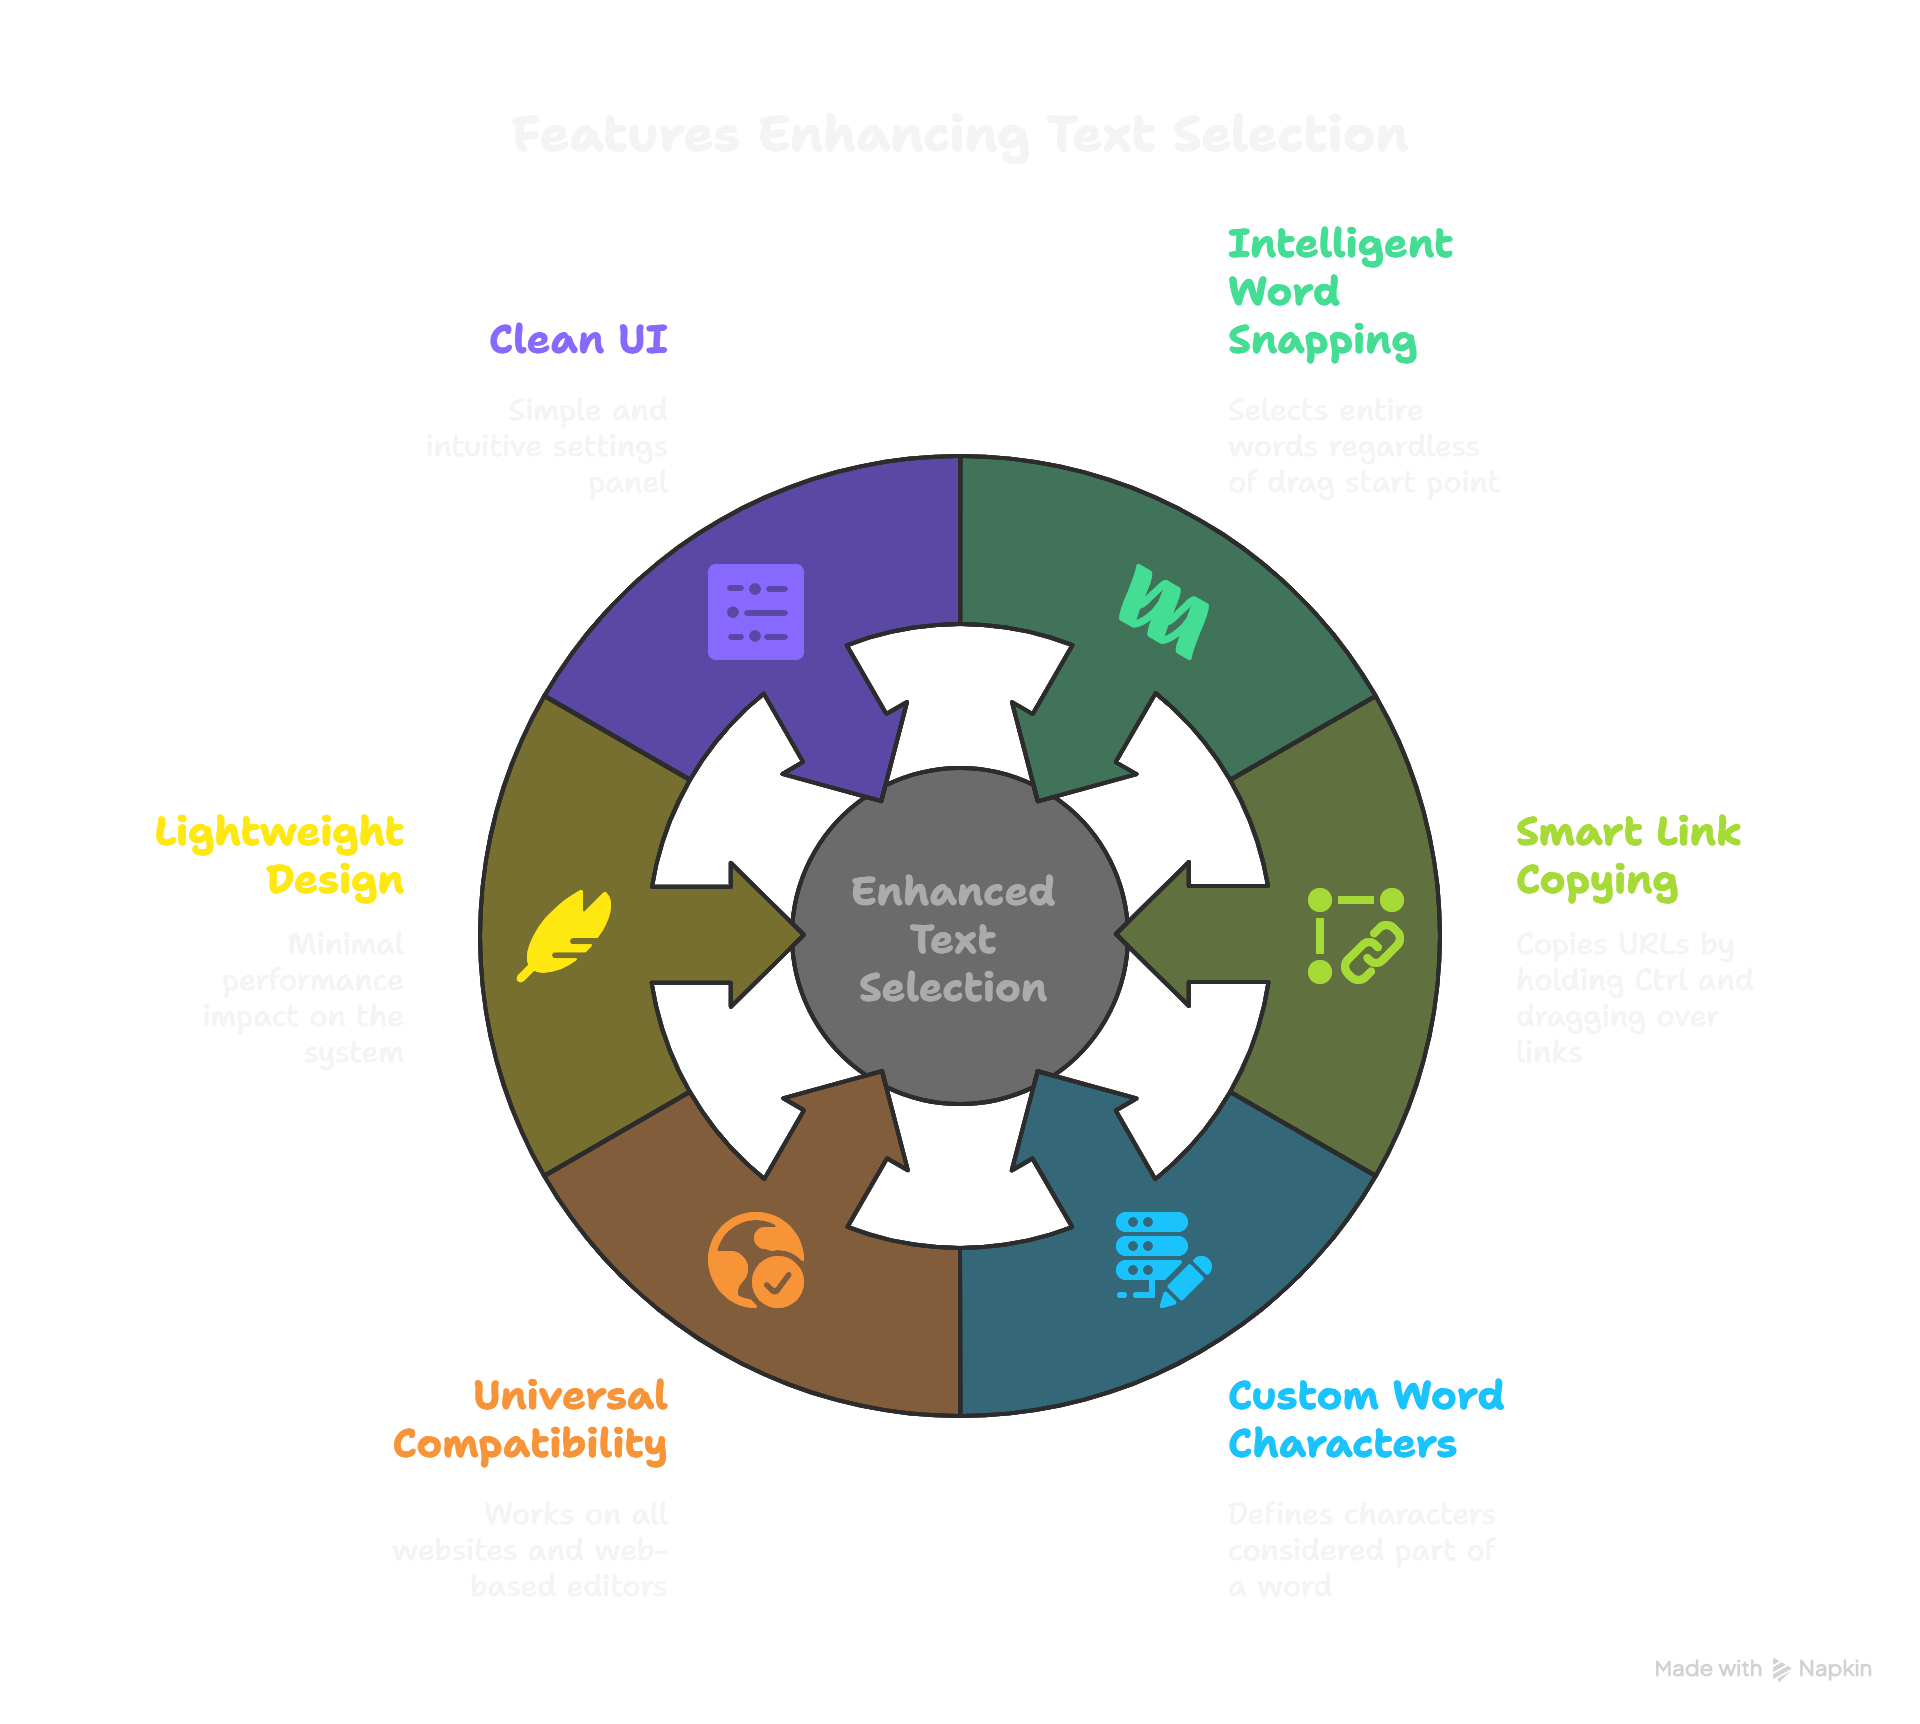 Features Enhancing Text Selection
Intelligent
Word
Snapping
Selects entire
words regardless
of drag start point
Clean UI
Simple and
intuitive settings
panel
Lightweight
Design
Minimal
performance
impact on the
system
Enhanced
Text
Selection
Smart Link
Copying
Copies URLs by
holding Ctrl and
dragging over
links
Universal
Compatibility
Works on all
websites and web-
based editors
Custom Word
Characters
Defines characters
considered part of
a word
Made with Napkin